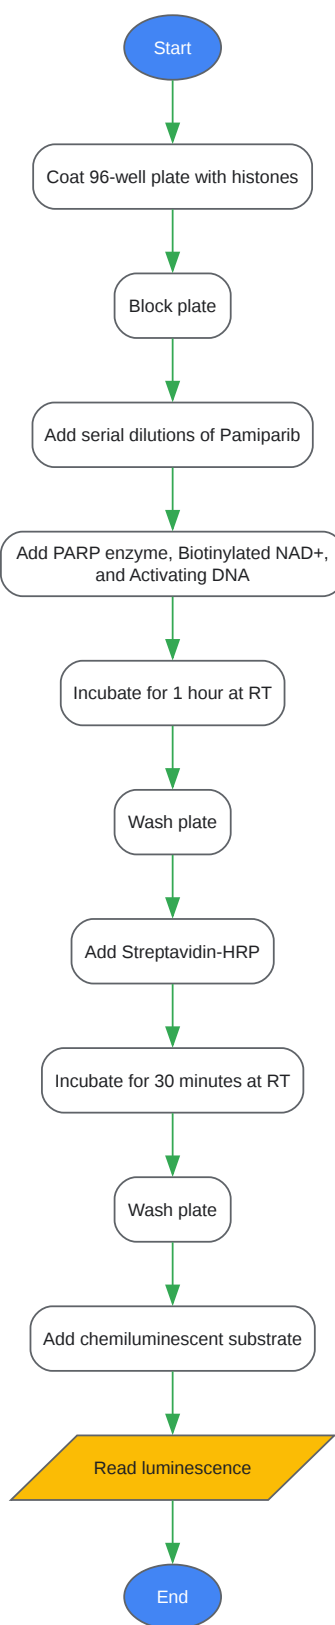 Start
Coat 96-well plate with histones
Block plate
Add serial dilutions of Pamiparib
Add PARP enzyme, Biotinylated NAD+,
and Activating DNA
Incubate for 1 hour at RT
Wash plate
Add Streptavidin-HRP
Incubate for 30 minutes at RT
Wash plate
Add chemiluminescent substrate
Read luminescence
End